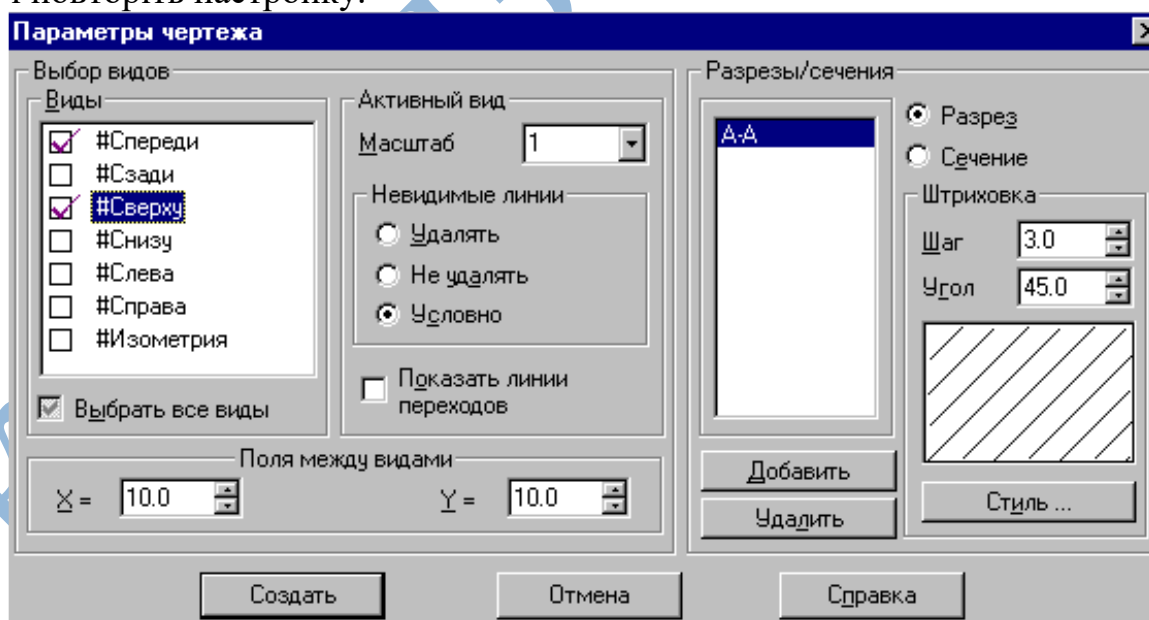 повторить настройку.
Параметры чертежа
Выбор видов
Виды
#Спереди
#Сзади
#Сверху
#Снизу
#Слева
#Справа
#Изометрия
Выбрать все виды
Активный вид
Масштаб 1
Невидимые линии
Удалять
Не удалять
Условно
Показать линии
переходов
Поля между видами
X = 10.0 Y = 10.0
Разрезы/сечения
А-А
Добавить
Удалить
Разрез
Сечение
Штриховка
Шаг 3.0
Угол 45.0
Стиль ...
Создать Отмена Справка